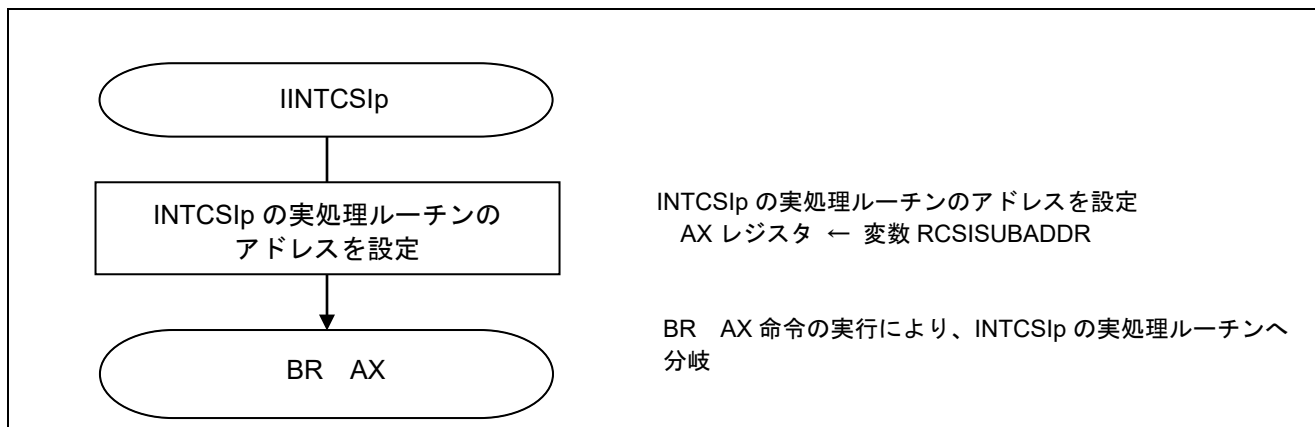 IINTCSIp
INTCSIp の実処理ルーチンの
アドレスを設定
INTCSIp の実処理ルーチンのアドレスを設定
AX レジスタ ← 変数 RCSISUBADDR
BR AX
BR AX 命令の実行により、INTCSIp の実処理ルーチンへ
分岐